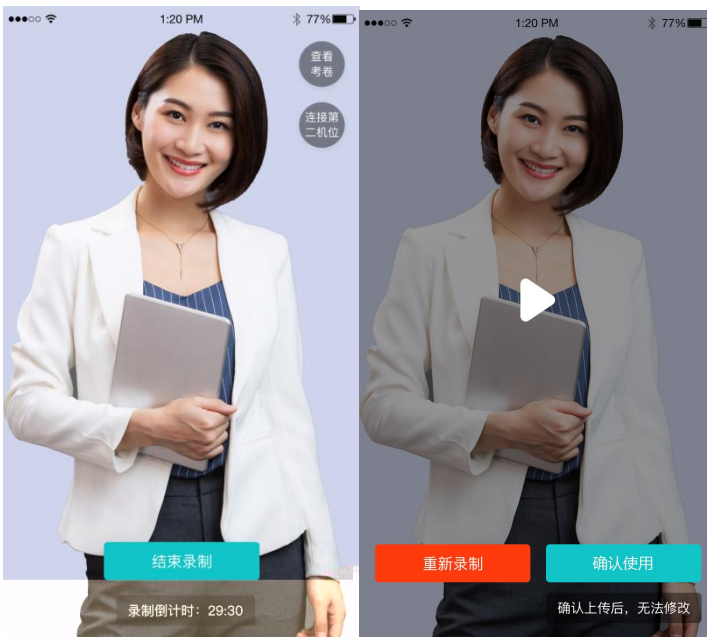 1:20 PM
77%
查看
考卷
连接第
二机位
结束录制
录制倒计时：29:30
1:20 PM
77%
重新录制
确认使用
确认上传后，无法修改